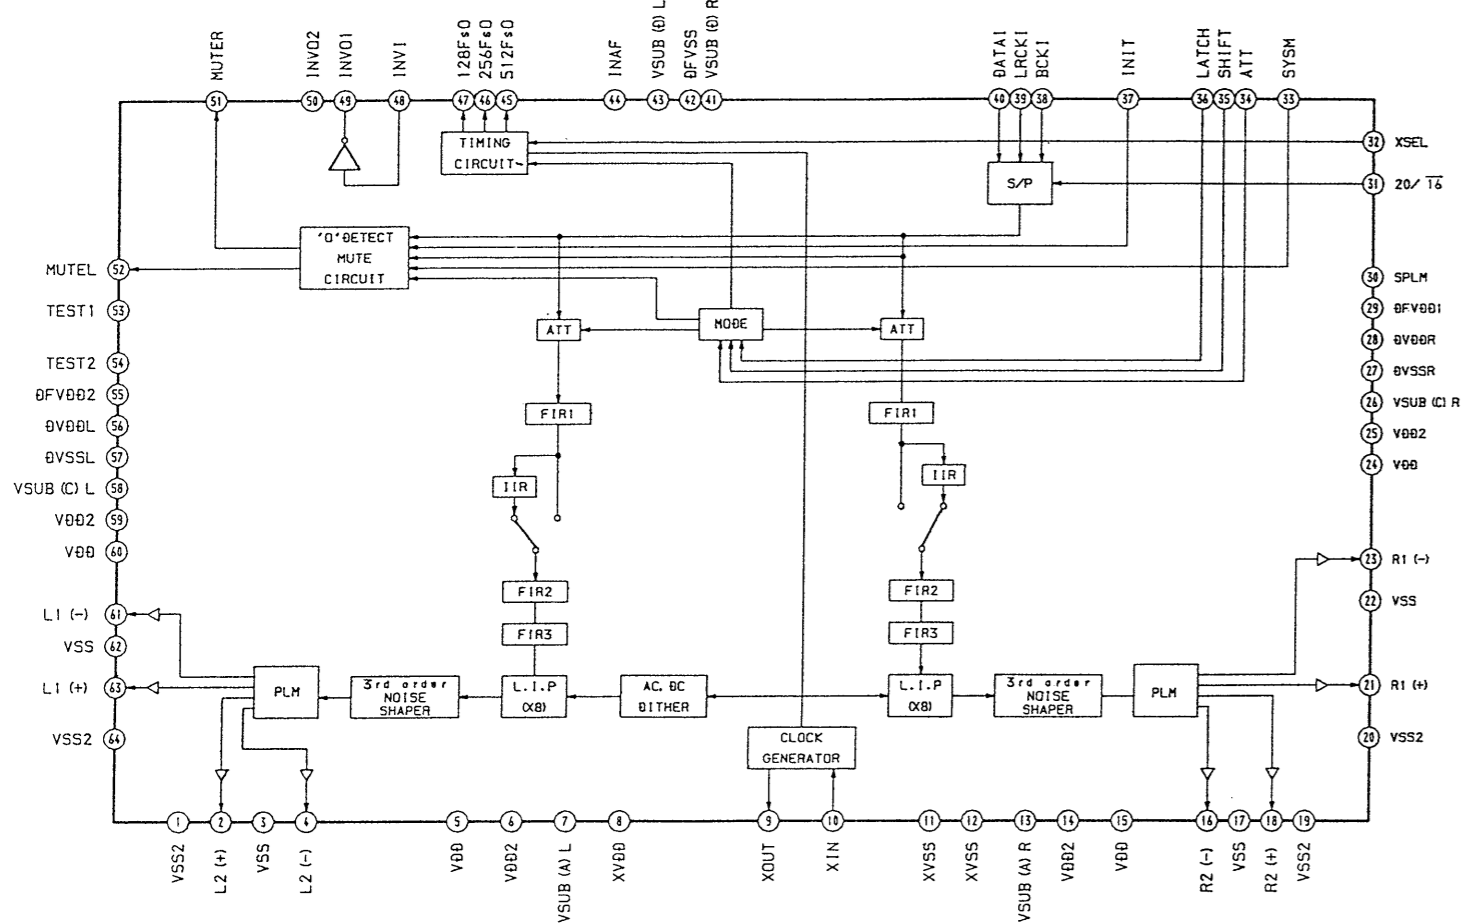 MUTER
INVO2
INVO1
INVI
128FsO
256FsO
512FsO
INAF
VSUB (D) L
DFVSS
VSUB (D) R
DATAI
LRCKI
BCKI
INIT
LATCH
SHIFT
ATT
SYSM
51
50
49
48
47
46
45
44
43
42
41
40
39
38
37
36
35
34
33
TIMING
CIRCUIT
32
XSEL
S/P
31
20/ 16
"0"DETECT
MUTE
CIRCUIT
MUTEL
52
30
SPLM
TEST1
53
29
DFVDD1
ATT
MODE
ATT
28
DVDDR
TEST2
54
27
DVSSR
DFVDD2
55
26
VSUB (C) R
FIR1
FIR1
DVDDL
56
25
VDD2
DVSSL
57
24
VDD
IIR
IIR
VSUB (C) L
58
VDD2
59
VDD
60
23
R1 (-)
FIR2
FIR2
22
VSS
L1 (-)
61
FIR3
FIR3
VSS
62
L1 (+)
63
PLM
3rd order
NOISE
SHAPER
L.I.P
(X8)
AC. DC
DITHER
L.I.P
(X8)
3rd order
NOISE
SHAPER
PLM
21
R1 (+)
VSS2
64
CLOCK
GENERATOR
20
VSS2
1
2
3
4
5
6
7
8
9
10
11
12
13
14
15
16
17
18
19
VSS2
L2 (+)
VSS
L2 (-)
VDD
VDD2
VSUB (A) L
XVDD
XOUT
XIN
XVSS
XVSS
VSUB (A) R
VDD2
VDD
R2 (-)
VSS
R2 (+)
VSS2